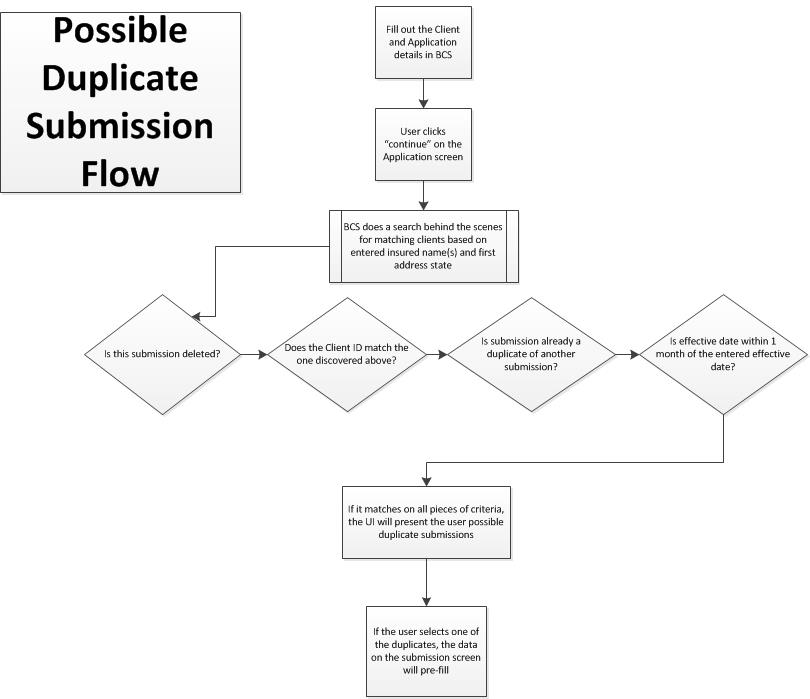 Possible
Duplicate
Submission
Flow
Fill out the Client
and Application
details in BCS
User clicks
“continue” on the
Application screen
BCS does a search behind the scenes
for matching clients based on
entered insured name(s) and first
address state
Is this submission deleted?
Does the Client ID match the
one discovered above?
Is submission already a
duplicate of another
submission?
Is effective date within 1
month of the entered effective
date?
If it matches on all pieces of criteria,
the UI will present the user possible
duplicate submissions
If the user selects one of
the duplicates, the data
on the submission screen
will pre-fill